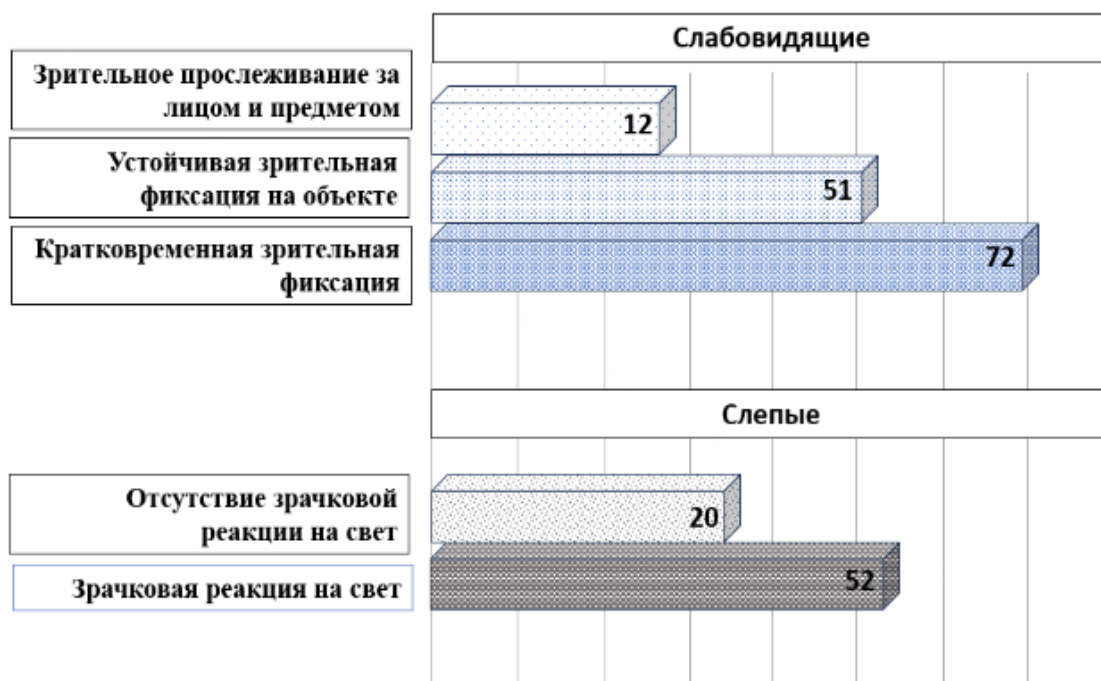 Слабовидящие
Зрительное прослеживание за
лицом и предметом
12
Устойчивая зрительная
фиксация на объекте
51
Кратковременная зрительная
фиксация
72
Слепые
Отсутствие зрачковой
реакции на свет
20
Зрачковая реакция на свет
52